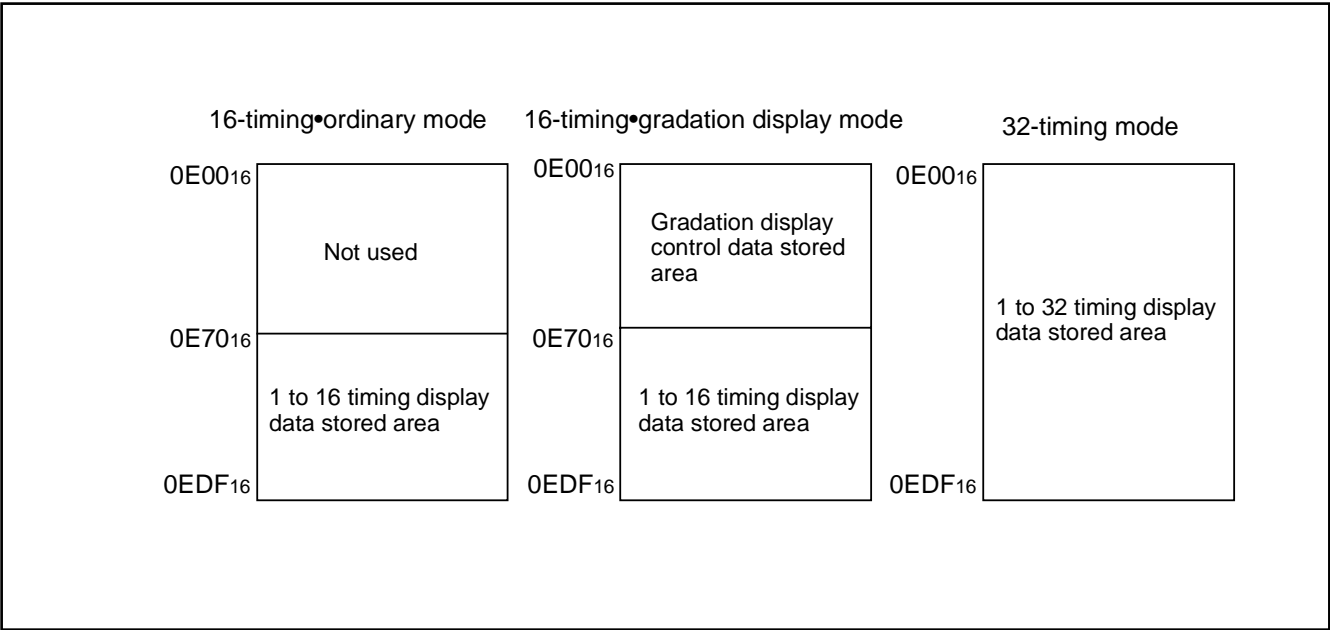 16-timing•ordinary mode
0E0016
Not used
0E7016
1 to 16 timing display
data stored area
0EDF16
16-timing•gradation display mode
0E0016
Gradation display
control data stored
area
0E7016
1 to 16 timing display
data stored area
0EDF16
32-timing mode
0E0016
1 to 32 timing display
data stored area
0EDF16